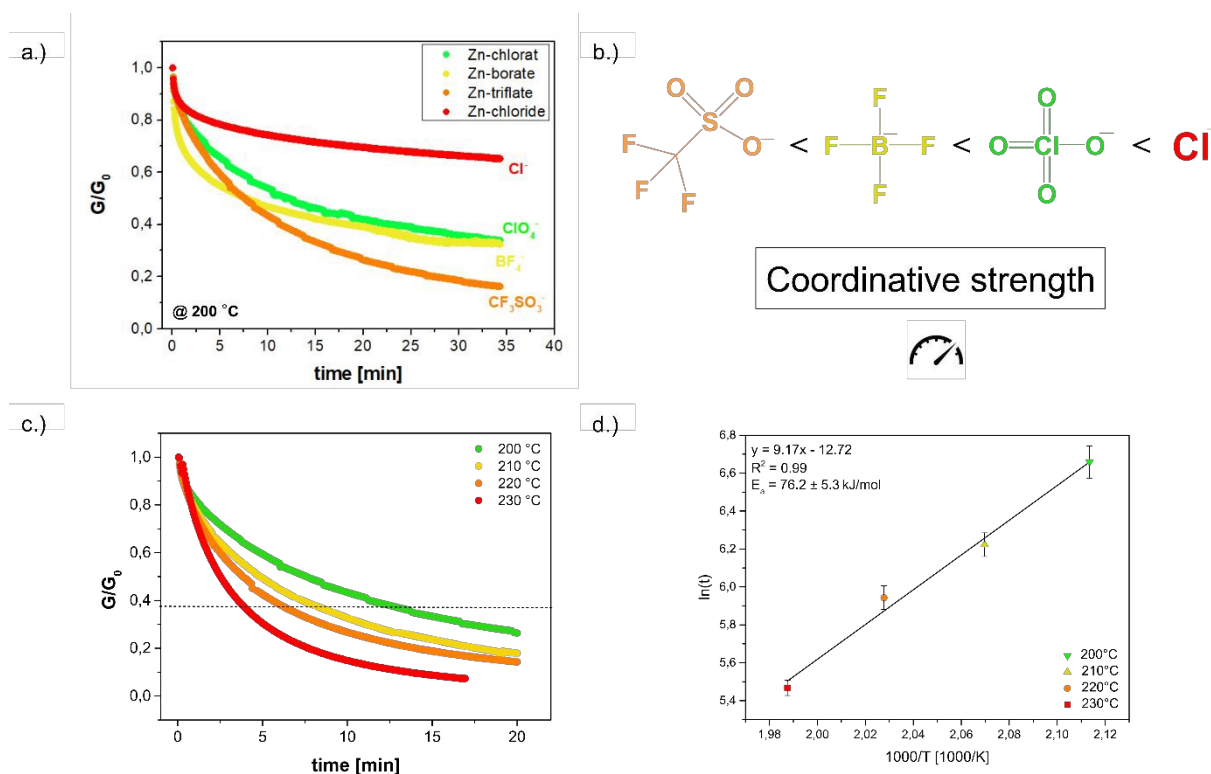 a.)
1,0
0,8
0,6
0,4
0,2
0,0
G/G0
Zn-chlorat
Zn-borate
Zn-triflate
Zn-chloride
Cl-
ClO4-
BF4-
CF3SO3-
@ 200 °C
0 5 10 15 20 25 30 35 40
time [min]
b.)
O O
S
F O-
F F
<
F
F B- F
F
<
O
O Cl O-
O
<
Cl-
Coordinative strength
c.)
1,0
0,8
0,6
0,4
0,2
0,0
G/G0
200 °C
210 °C
220 °C
230 °C
0 5 10 15 20
time [min]
d.)
6,8
6,6
6,4
6,2
6,0
5,8
5,6
5,4
ln(t)
y = 9.17x - 12.72
R2 = 0.99
Ea = 76.2 ± 5.3 kJ/mol
200°C
210°C
220°C
230°C
1,98 2,00 2,02 2,04 2,06 2,08 2,10 2,12
1000/T [1000/K]